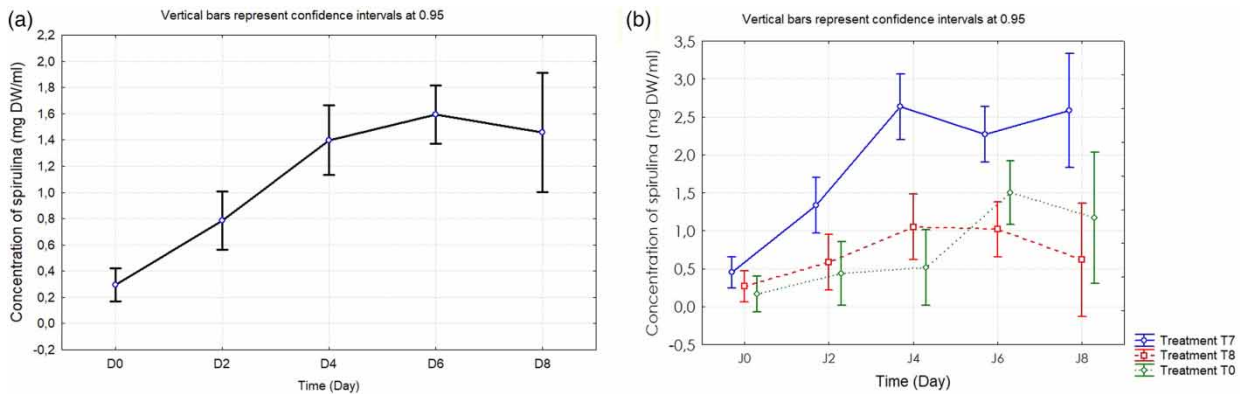 (a)
Vertical bars represent confidence intervals at 0.95
Concentration of spirulina (mg DW/ml)
2,2
2,0
1,8
1,6
1,4
1,2
1,0
0,8
0,6
0,4
0,2
0,0
-0,2
D0 D2 D4 D6 D8
Time (Day)
(b)
Vertical bars represent confidence intervals at 0.95
Concentration of spirulina (mg DW/ml)
3,5
3,0
2,5
2,0
1,5
1,0
0,5
0,0
-0,5
J0 J2 J4 J6 J8
Time (Day)
Treatment T7
Treatment T8
Treatment T0